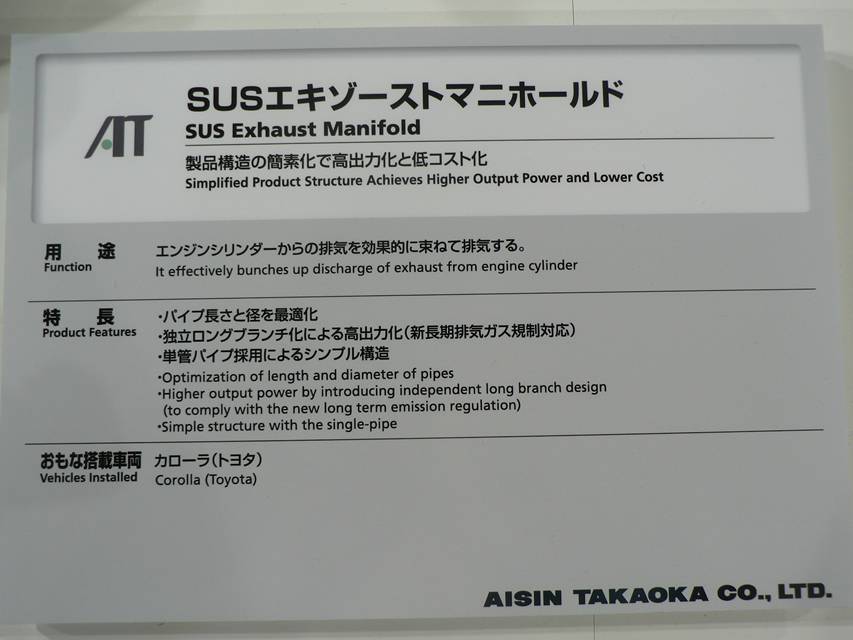 AT
SUSエキゾーストマニホールド
SUS Exhaust Manifold
製品構造の簡素化で高出力化と低コスト化
Simplified Product Structure Achieves Higher Output Power and Lower Cost
用 途
Function
エンジンシリンダーからの排気を効果的に束ねて排気する。
It effectively bunches up discharge of exhaust from engine cylinder
特 長
Product Features
・パイプ長さと径を最適化
・独立ロングブランチ化による高出力化(新長期排気ガス規制対応)
・単管パイプ採用によるシンプル構造
・Optimization of length and diameter of pipes
・Higher output power by introducing independent long branch design
(to comply with the new long term emission regulation)
・Simple structure with the single-pipe
おもな搭載車両
Vehicles Installed
カローラ(トヨタ)
Corolla (Toyota)
AISIN TAKAOKA CO., LTD.